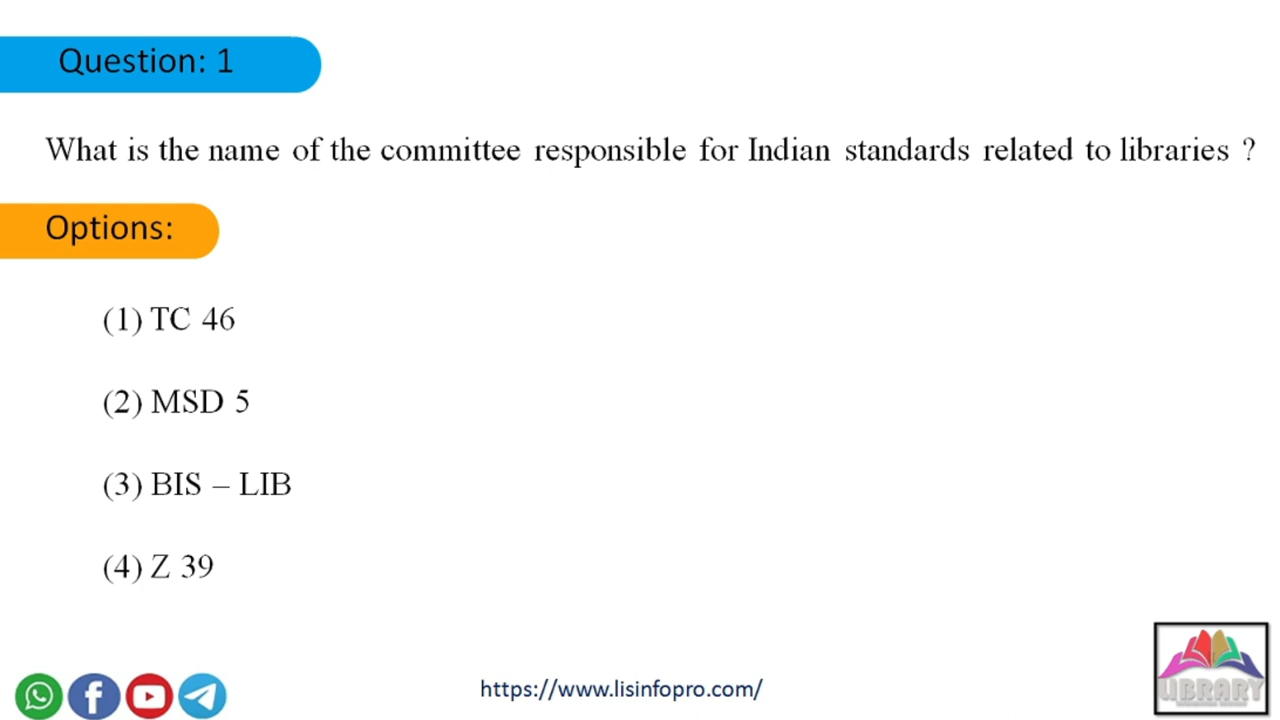 Question: 1
What is the name of the committee responsible for Indian standards related to libraries ?
Options:
(1) TC 46
(2) MSD 5
(3) BIS – LIB
(4) Z 39
https://www.lisinfopro.com/
LIBRARY